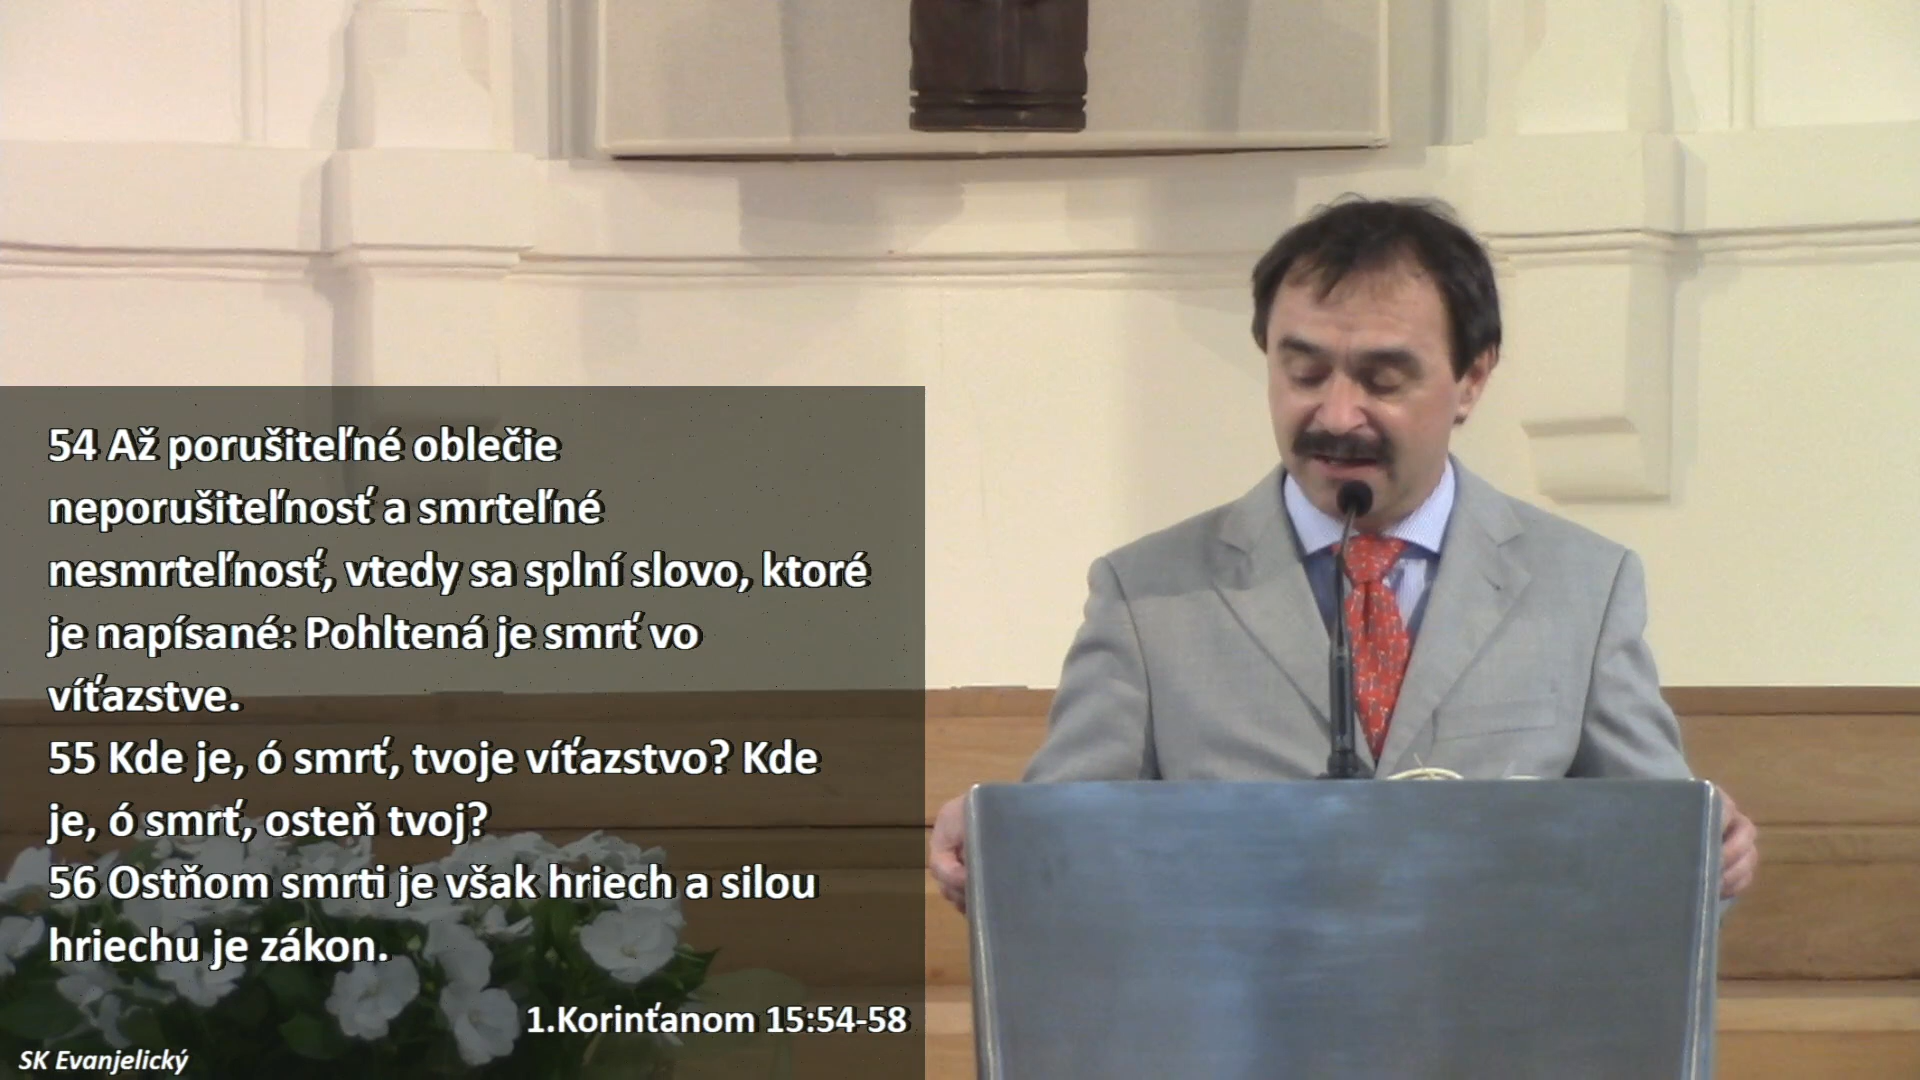 54 Až porušiteľné oblečie
neporušiteľnosť a smrteľné
nesmrteľnosť, vtedy sa splní slovo, ktoré
je napísané: Pohltená je smrť vo
víťazstve.
55 Kde je, ó smrť, tvoje víťazstvo? Kde
je, ó smrť, osteň tvoj?
56 Ostňom smrti je však hriech a silou
hriechu je zákon.
1.Korinťanom 15:54-58
SK Evanjelický